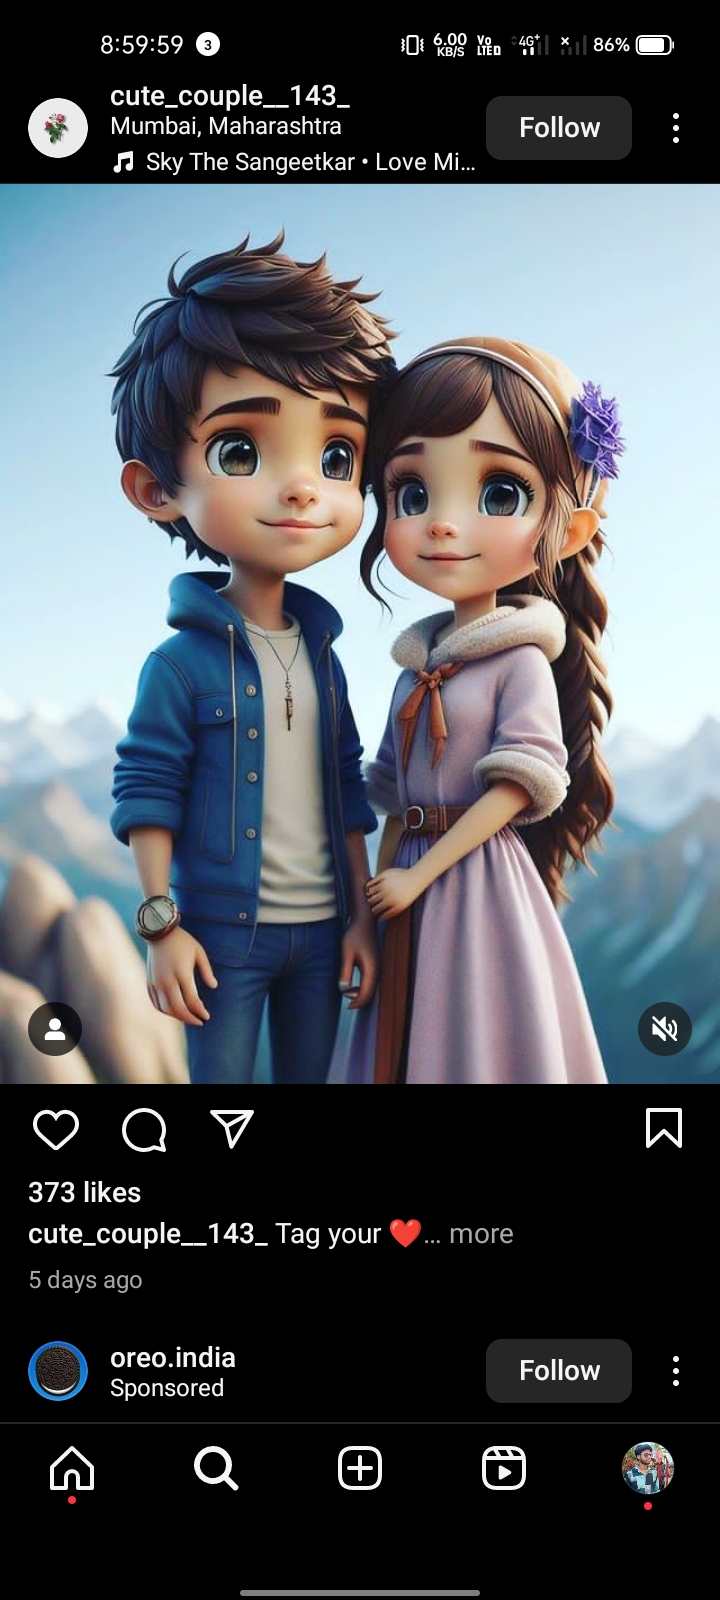 8:59:59 3 6.00 KB/S Vo LTE 4G+ 86%
cute_couple__143_
Mumbai, Maharashtra
Follow
Sky The Sangeetkar • Love Mi...
373 likes
cute_couple__143_ Tag your ❤️... more
5 days ago
oreo.india
Sponsored
Follow